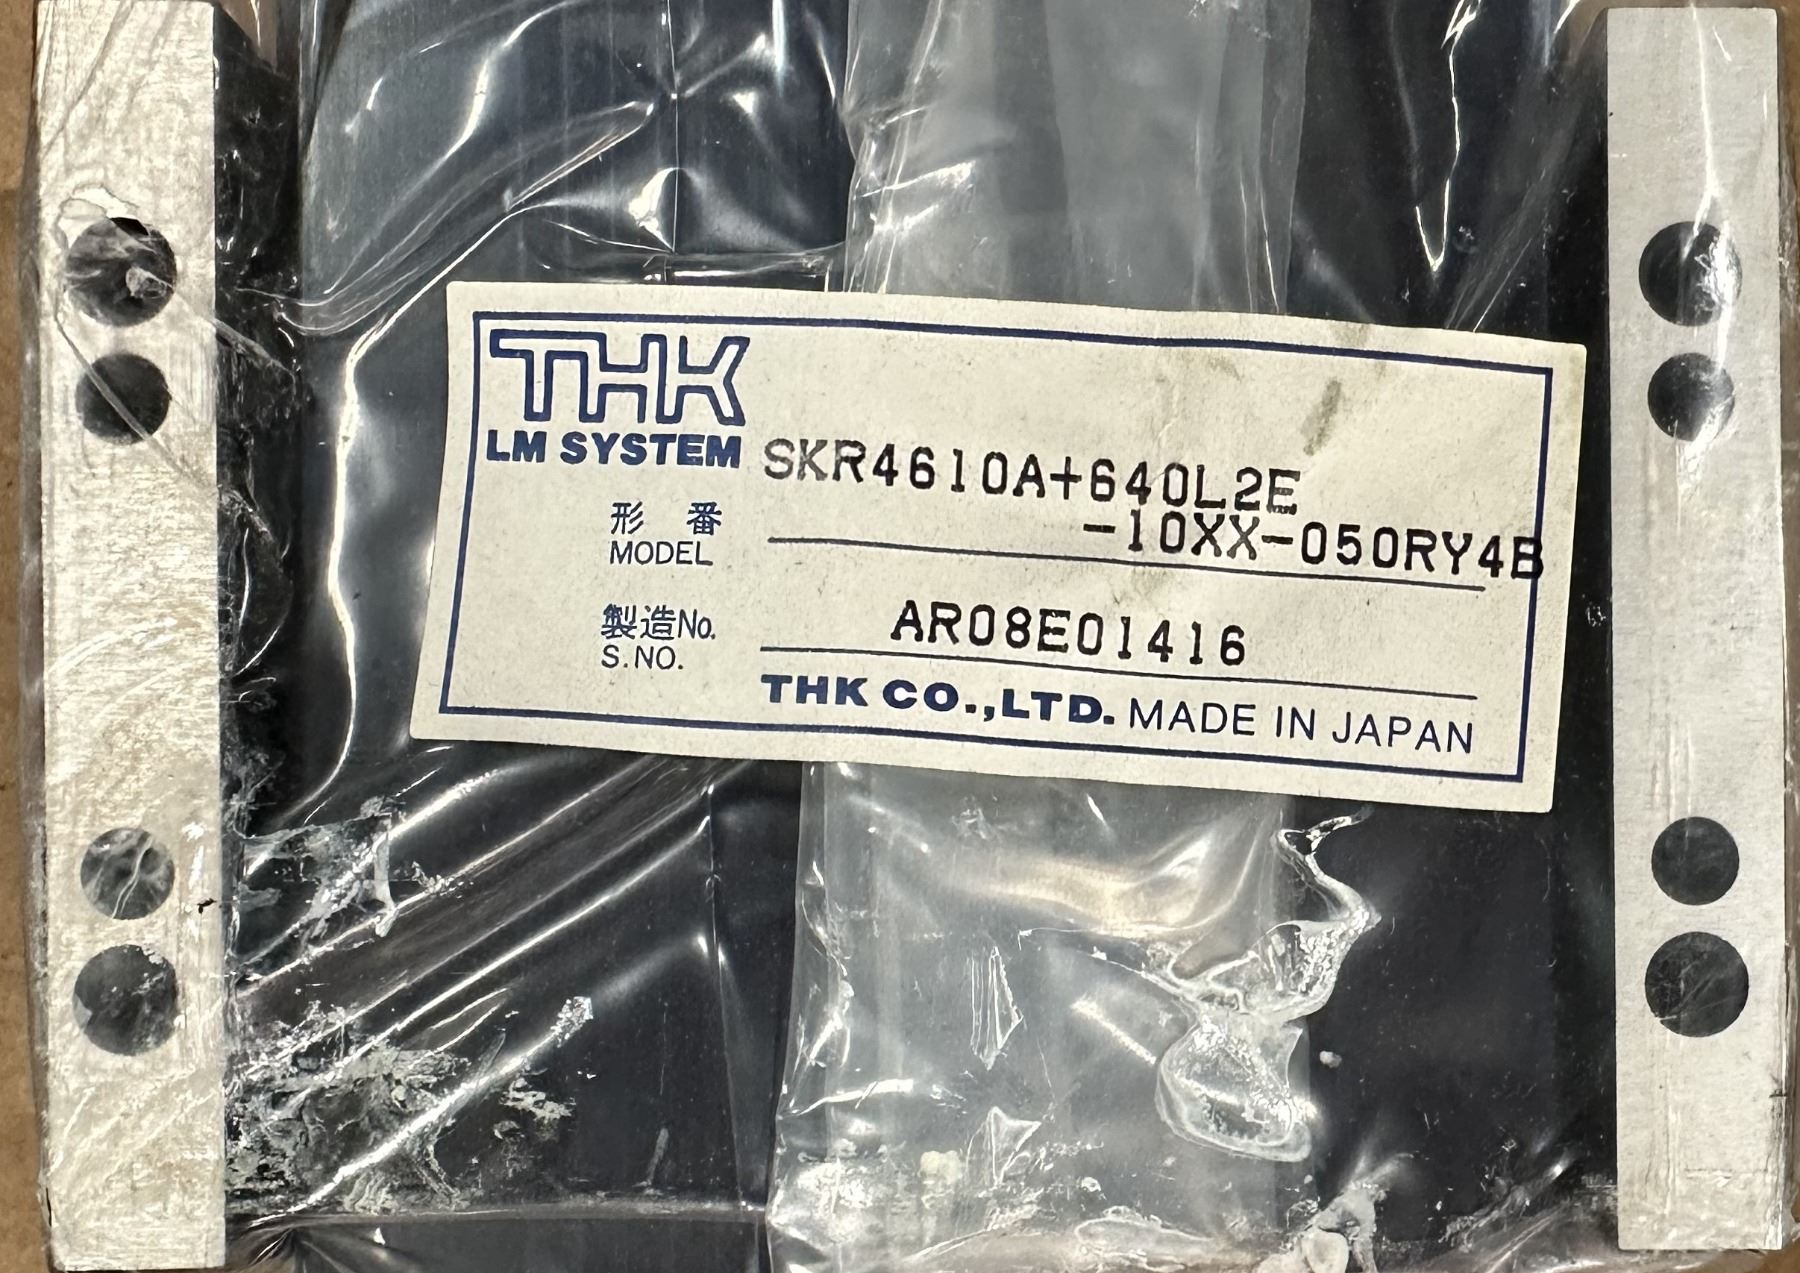 THK
LM SYSTEM
SKR4610A+640L2E
形番
-10XX-050RY4B
MODEL
製造No.
AR08E01416
S.NO.
THK CO.,LTD. MADE IN JAPAN